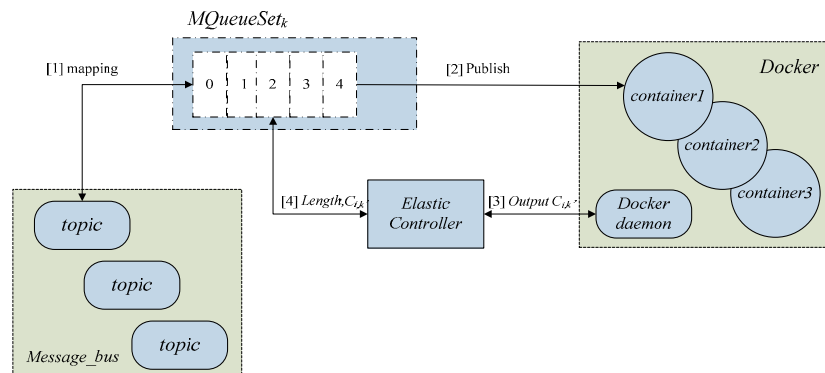 MQueueSetk
[1] mapping
0 1 2 3 4
[2] Publish
Docker
container1
container2
container3
[4] Length,Ci,k′
Elastic
Controller
[3] Output Ci,k′
Docker
daemon
topic
topic
topic
Message_bus